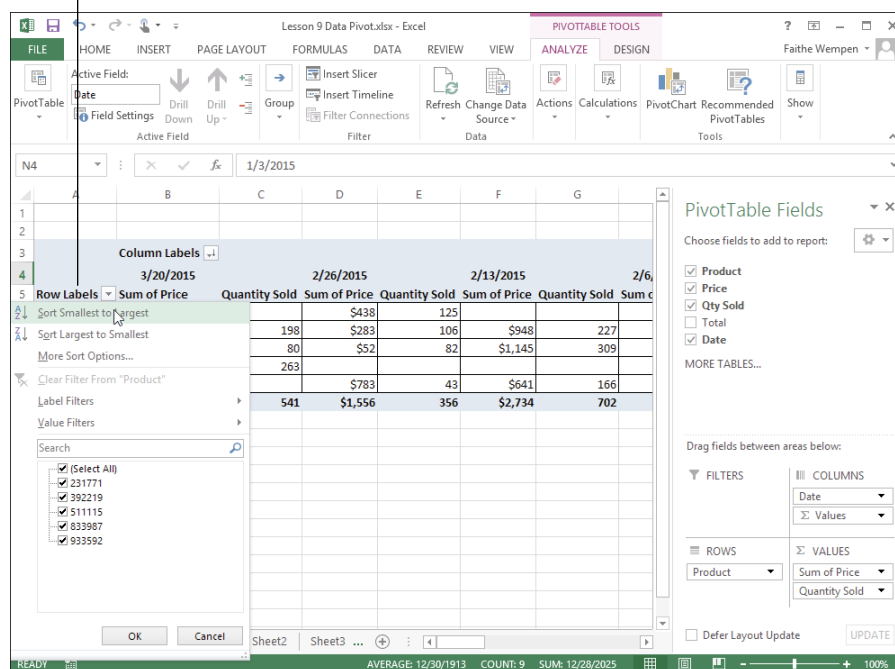 Lesson 9 Data Pivot.xlsx - Excel
PIVOTTABLE TOOLS
?
FILE HOME INSERT PAGE LAYOUT FORMULAS DATA REVIEW VIEW ANALYZE DESIGN
Faithe Wempen
PivotTable
Active Field:
Date
Field Settings
Drill Down
Drill Up
Active Field
Group
Insert Slicer
Insert Timeline
Filter Connections
Filter
Refresh
Change Data Source
Data
Actions
Calculations
PivotChart
Recommended PivotTables
Tools
Show
N4
fx
1/3/2015
A B C D E F G
1
2
3 Column Labels
4 3/20/2015 2/26/2015 2/13/2015 2/6/
5 Row Labels Sum of Price Quantity Sold Sum of Price Quantity Sold Sum of Price Quantity Sold Sum o
$438 125
198 $283 106 $948 227
80 $52 82 $1,145 309
263
$783 43 $641 166
541 $1,556 356 $2,734 702
Sort Smallest to Largest
Sort Largest to Smallest
More Sort Options...
Clear Filter From "Product"
Label Filters
Value Filters
Search
(Select All)
231771
392219
511115
833987
933592
OK
Cancel
Sheet2
Sheet3
...
PivotTable Fields
Choose fields to add to report:
Product
Price
Qty Sold
Total
Date
MORE TABLES...
Drag fields between areas below:
FILTERS
COLUMNS
Date
Σ Values
ROWS
Product
Σ VALUES
Sum of Price
Quantity Sold
Defer Layout Update
UPDATE
READY
AVERAGE: 12/30/1913 COUNT: 9 SUM: 12/28/2025
100%